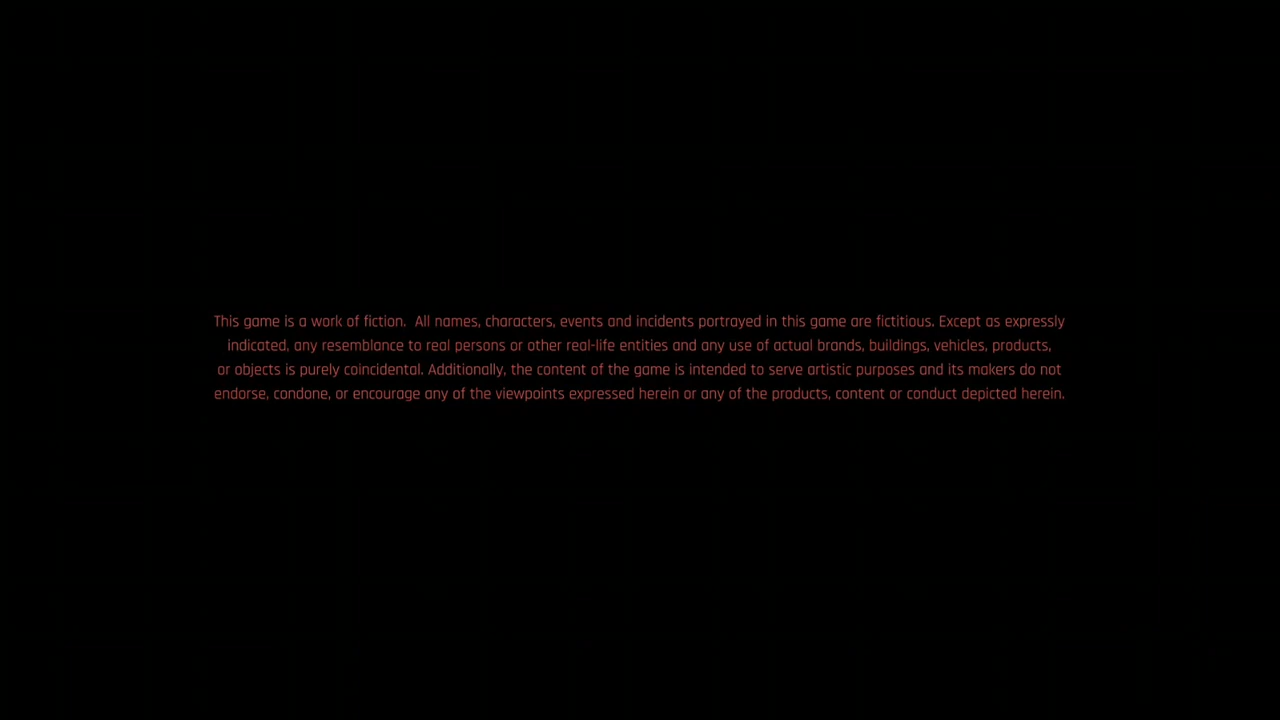 This game is a work of fiction.  All names, characters, events and incidents portrayed in this game are fictitious. Except as expressly
indicated, any resemblance to real persons or other real-life entities and any use of actual brands, buildings, vehicles, products,
or objects is purely coincidental. Additionally, the content of the game is intended to serve artistic purposes and its makers do not
endorse, condone, or encourage any of the viewpoints expressed herein or any of the products, content or conduct depicted herein.